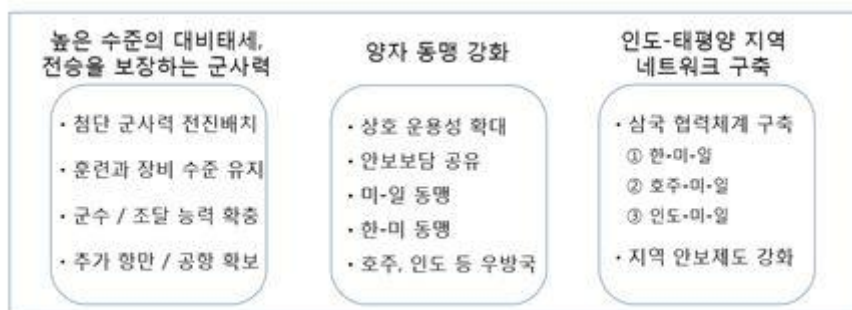 높은 수준의 대비태세,
전승을 보장하는 군사력
· 첨단 군사력 전진배치
· 훈련과 장비 수준 유지
· 군수 / 조달 능력 확충
· 추가 항만 / 공항 확보
양자 동맹 강화
· 상호 운용성 확대
· 안보보담 공유
· 미-일 동맹
· 한-미 동맹
· 호주, 인도 등 우방국
인도-태평양 지역
네트워크 구축
· 삼국 협력체계 구축
① 한-미-일
② 호주-미-일
③ 인도-미-일
· 지역 안보제도 강화